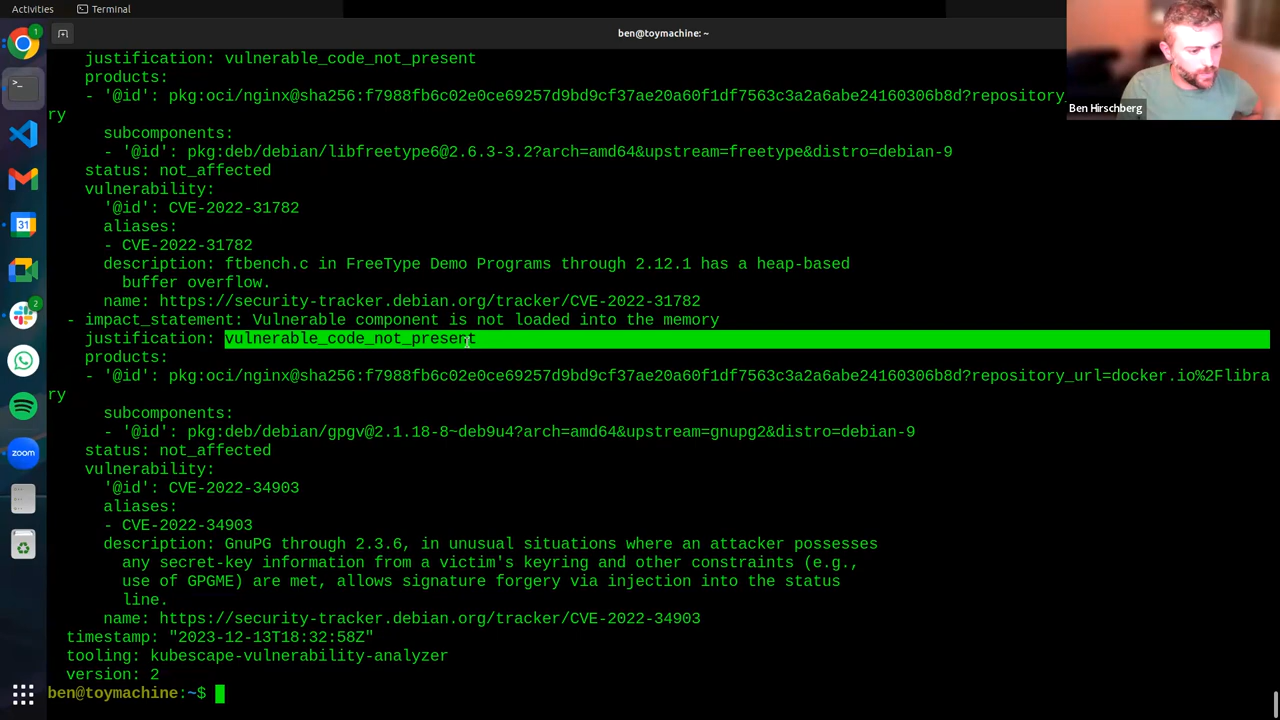 Activities
Terminal
ben@toymachine: ~
1
justification: vulnerable_code_not_present
products:
- '@id': pkg:oci/nginx@sha256:f7988fb6c02e0ce69257d9bd9cf37ae20a60f1df7563c3a2a6abe24160306b8d?repository_
ry
Ben Hirschberg
subcomponents:
- '@id': pkg:deb/debian/libfreetype6@2.6.3-3.2?arch=amd64&upstream=freetype&distro=debian-9
status: not_affected
vulnerability:
'@id': CVE-2022-31782
aliases:
- CVE-2022-31782
description: ftbench.c in FreeType Demo Programs through 2.12.1 has a heap-based
buffer overflow.
name: https://security-tracker.debian.org/tracker/CVE-2022-31782
- impact_statement: Vulnerable component is not loaded into the memory
justification: vulnerable_code_not_present
products:
- '@id': pkg:oci/nginx@sha256:f7988fb6c02e0ce69257d9bd9cf37ae20a60f1df7563c3a2a6abe24160306b8d?repository_url=docker.io%2Flibra
ry
subcomponents:
- '@id': pkg:deb/debian/gpgv@2.1.18-8~deb9u4?arch=amd64&upstream=gnupg2&distro=debian-9
status: not_affected
vulnerability:
'@id': CVE-2022-34903
aliases:
- CVE-2022-34903
description: GnuPG through 2.3.6, in unusual situations where an attacker possesses
any secret-key information from a victim's keyring and other constraints (e.g.,
use of GPGME) are met, allows signature forgery via injection into the status
line.
name: https://security-tracker.debian.org/tracker/CVE-2022-34903
timestamp: "2023-12-13T18:32:58Z"
tooling: kubescape-vulnerability-analyzer
version: 2
ben@toymachine:~$
31
2
zoom